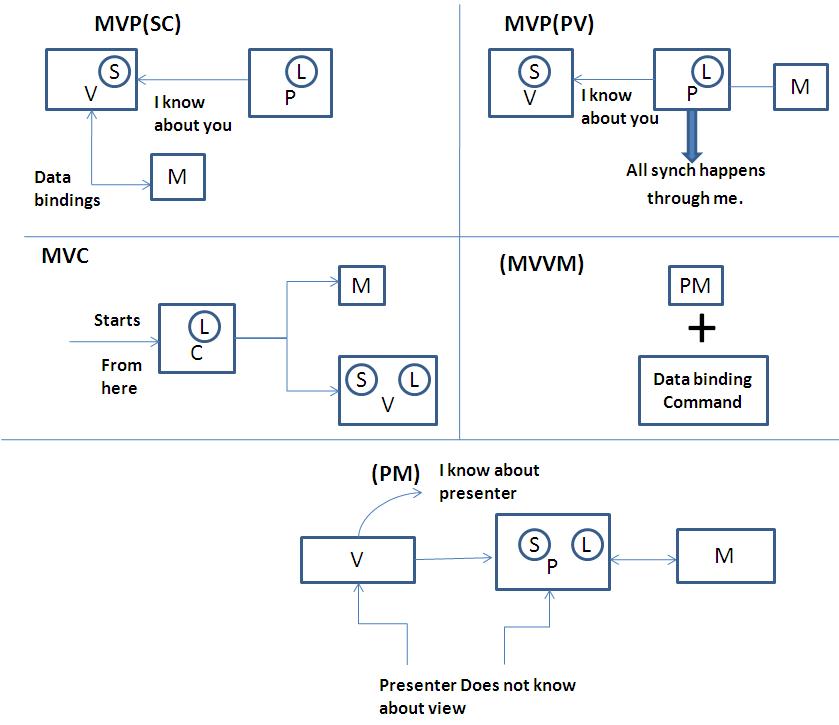 MVP(SC)
S
V
L
P
I know
about you
Data
bindings
M
MVP(PV)
S
V
L
P
M
I know
about you
All synch happens
through me.
MVC
Starts
From
here
L
C
M
S L
V
(MVVM)
PM
+
Data binding
Command
(PM)
I know about
presenter
V
S L
P
M
Presenter Does not know
about view